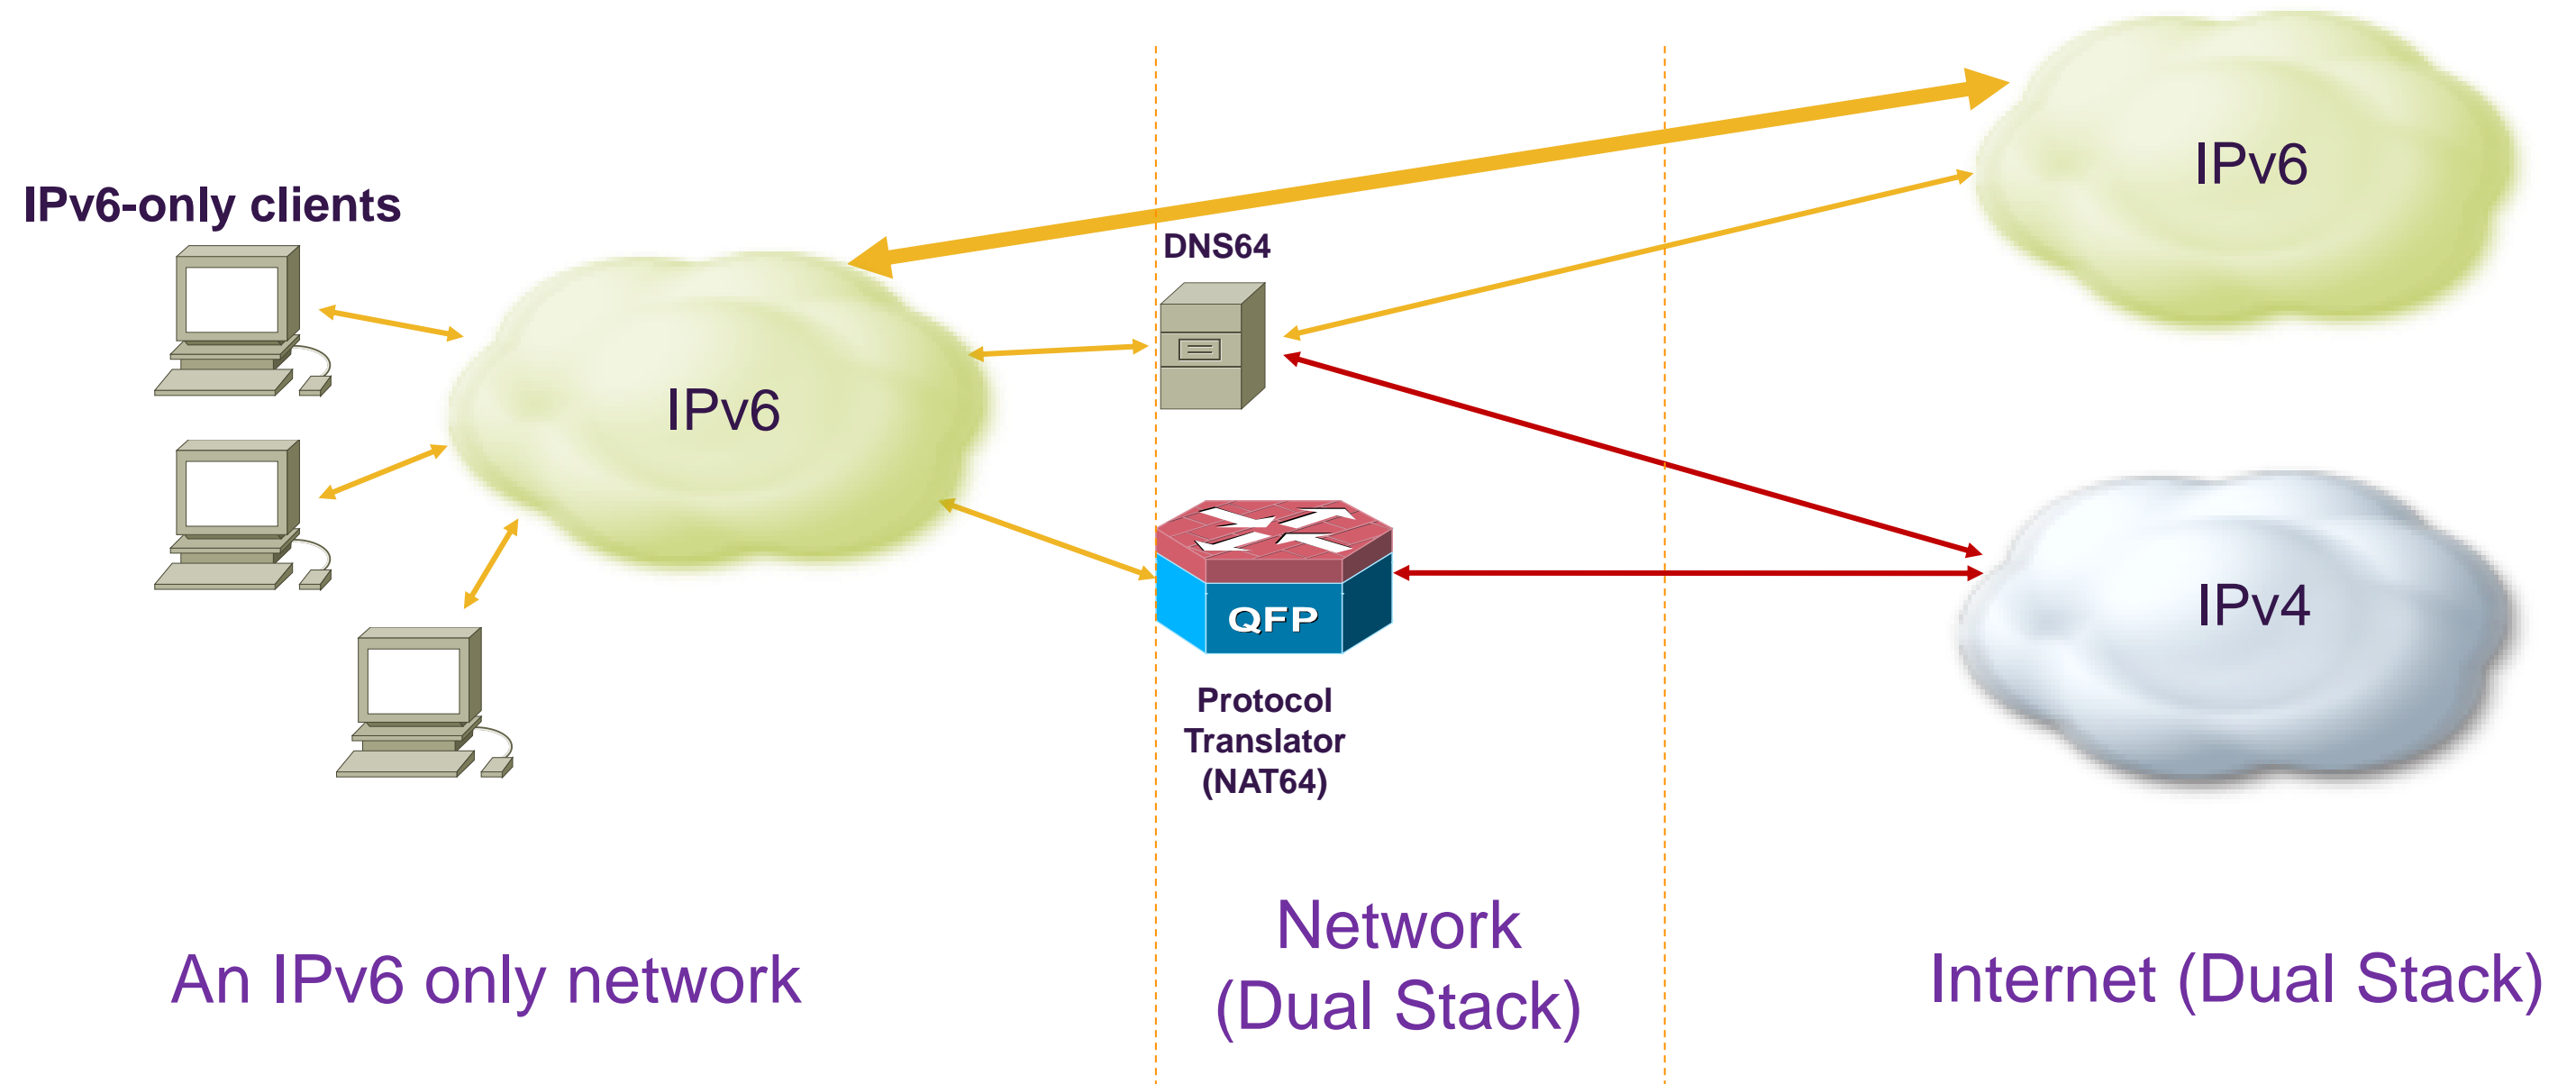 IPv6-only clients
IPv6
DNS64
IPv6
QFP
Protocol
Translator
(NAT64)
IPv4
An IPv6 only network
Network
(Dual Stack)
Internet (Dual Stack)